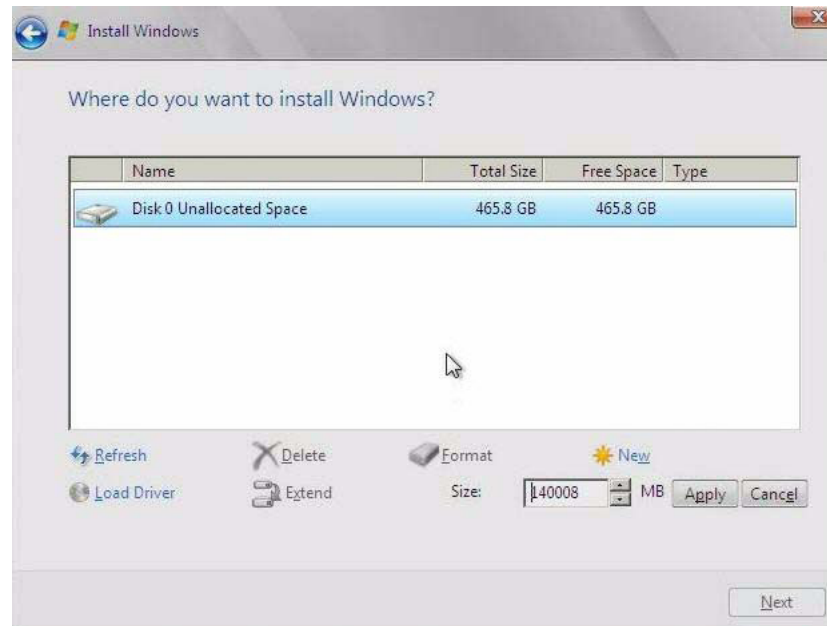 Install Windows
Where do you want to install Windows?
Name Total Size Free Space Type
Disk 0 Unallocated Space 465.8 GB 465.8 GB
Refresh Delete Format New
Load Driver Extend Size: 140008 MB Apply Cancel
Next